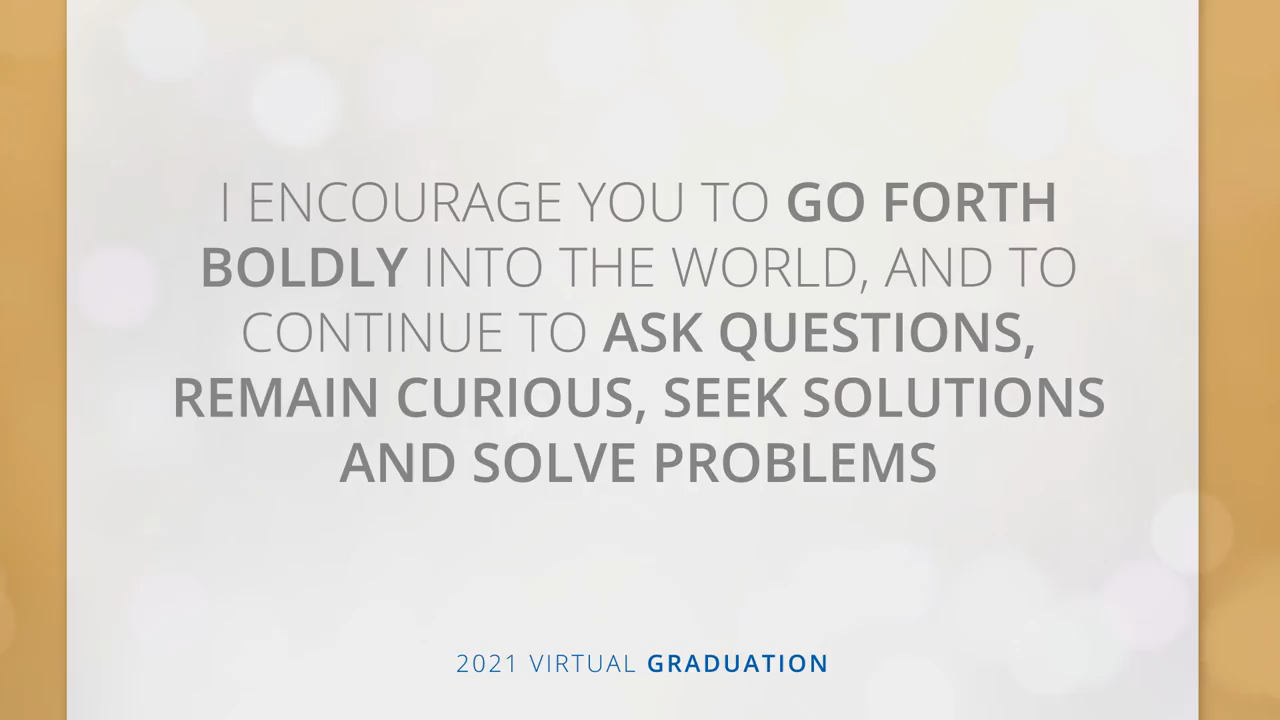 I ENCOURAGE YOU TO GO FORTH
BOLDLY INTO THE WORLD, AND TO
CONTINUE TO ASK QUESTIONS,
REMAIN CURIOUS, SEEK SOLUTIONS
AND SOLVE PROBLEMS
2021 VIRTUAL GRADUATION